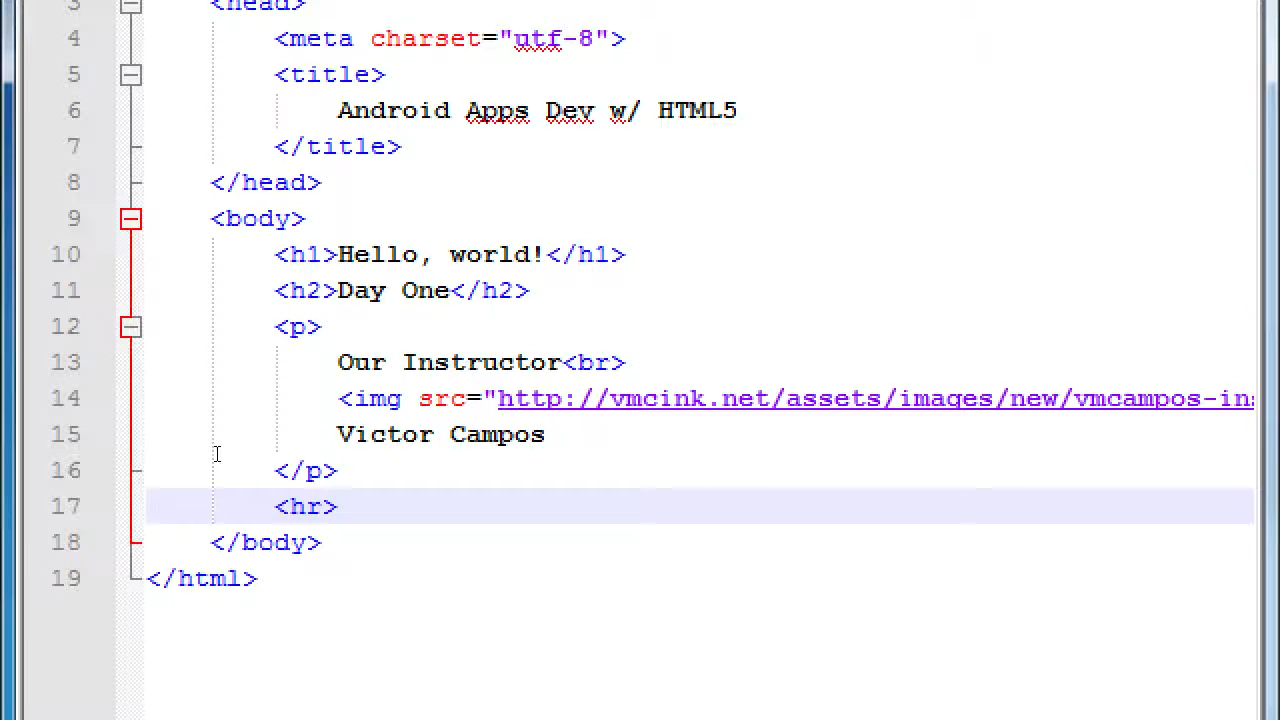 3 <head>
4 <meta charset="utf-8">
5 <title>
6 Android Apps Dev w/ HTML5
7 </title>
8 </head>
9 <body>
10 <h1>Hello, world!</h1>
11 <h2>Day One</h2>
12 <p>
13 Our Instructor<br>
14 <img src="http://vmcink.net/assets/images/new/vmcampos-ins
15 Victor Campos
16 </p>
17 <hr>
18 </body>
19 </html>